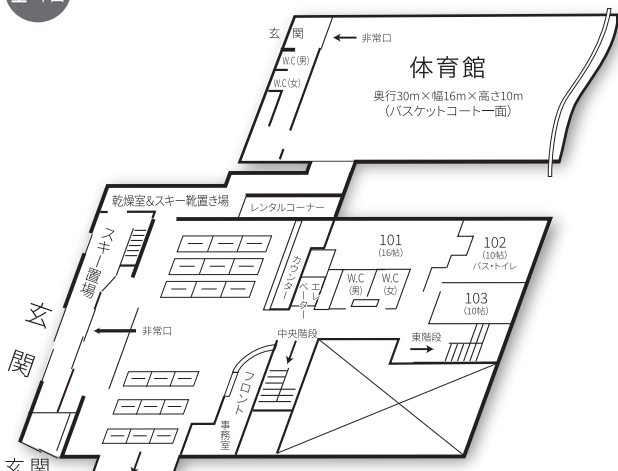 玄関
非常口
W.C(男)
W.C(女)
体育館
奥行30m×幅16m×高さ10m
(バスケットコート一面)
乾燥室&スキー靴置き場
レンタルコーナー
スキー置場
カウンター
エレベーター
101
(16帖)
W.C
(男)
W.C
(女)
102
(10帖)
バス・トイレ
103
(10帖)
玄関
非常口
中央階段
東階段
フロント
事務室
玄関